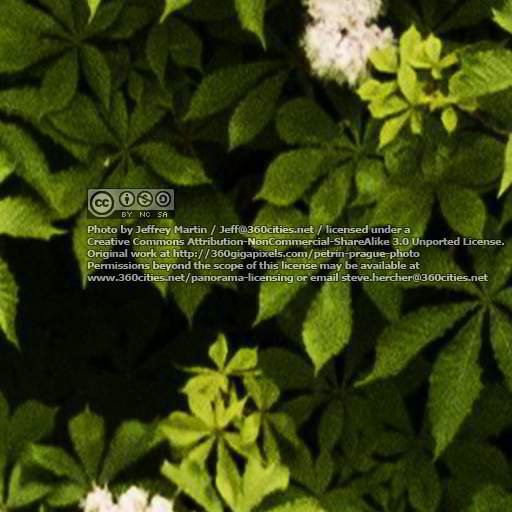 cc
BY NC SA
Photo by Jeffrey Martin / Jeff@360cities.net / licensed under a
Creative Commons Attribution-NonCommercial-ShareAlike 3.0 Unported License.
Original work at http://360gigapixels.com/petrin-prague-photo
Permissions beyond the scope of this license may be available at
www.360cities.net/panorama-licensing or email steve.hercher@360cities.net